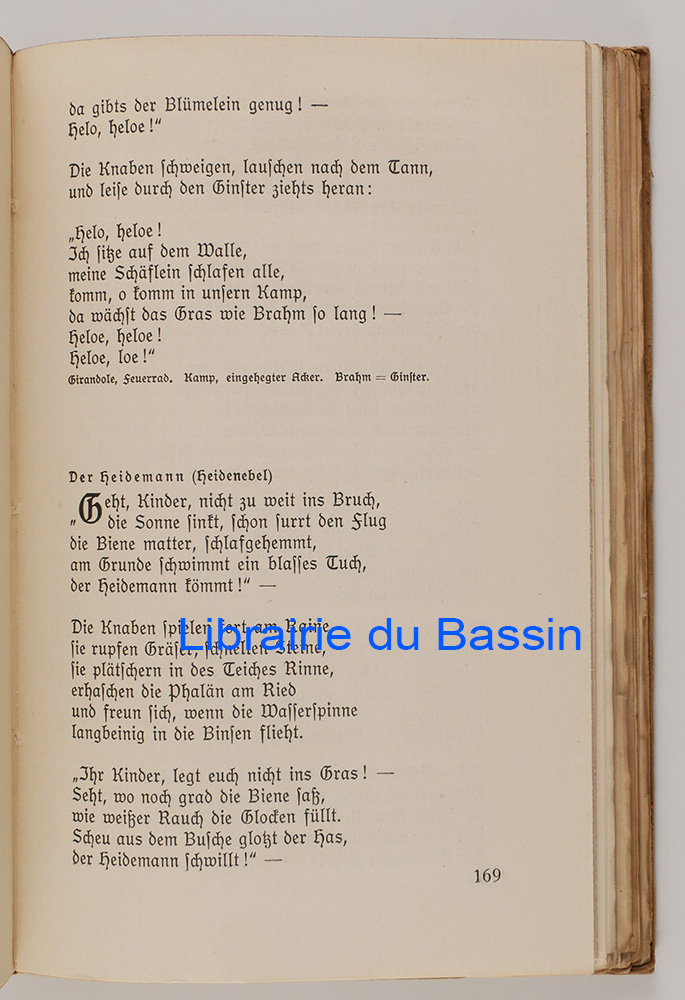 da gibts der Blümelein genug! —
Helo, heloe!“
Die Knaben schweigen, lauschen nach dem Tann,
und leise durch den Ginster ziehts heran:
„Helo, heloe!
Ich sitze auf dem Walle,
meine Schäflein schlafen alle,
komm, o komm in unsern Kamp,
da wächst das Gras wie Brahm so lang! —
Heloe, heloe!
Heloe, loe!“
Girandole, Feuerrad. Kamp, eingehegter Acker. Brahm = Ginster.
Der Heidemann (Heidenebel)
„Geht, Kinder, nicht zu weit ins Bruch,
die Sonne sinkt, schon surrt den Flug
die Biene matter, schlafgehemmt,
am Grunde schwimmt ein blasses Tuch,
der Heidemann kömmt!“ —
Die Knaben spielen fort am Raine,
sie rupfen Gräser, schnellen Steine,
Librairie du Bassin
sie plätschern in des Teiches Rinne,
erhaschen die Phalän am Ried
und freun sich, wenn die Wasserspinne
langbeinig in die Binsen flieht.
„Ihr Kinder, legt euch nicht ins Gras! —
Seht, wo noch grad die Biene saß,
wie weißer Rauch die Glocken füllt.
Scheu aus dem Busche glotzt der Has,
der Heidemann schwillt!“ —
169